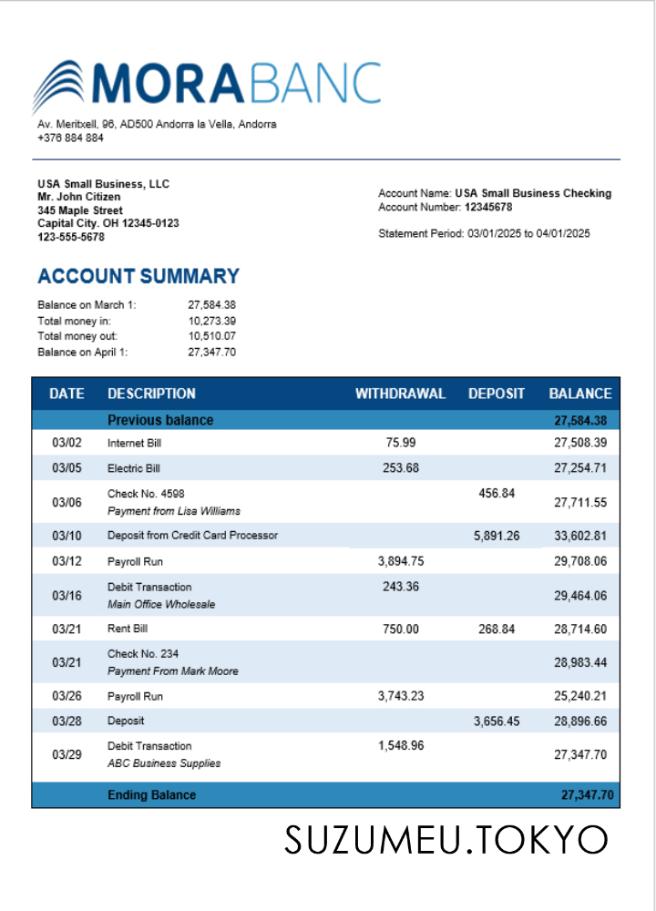 MORABANC
Av. Meritxell, 96, AD500 Andorra la Vella, Andorra
+376 884 884
USA Small Business, LLC
Mr. John Citizen
345 Maple Street
Capital City. OH 12345-0123
123-555-5678
Account Name: USA Small Business Checking
Account Number: 12345678
Statement Period: 03/01/2025 to 04/01/2025
ACCOUNT SUMMARY
Balance on March 1: 27,584.38
Total money in: 10,273.39
Total money out: 10,510.07
Balance on April 1: 27,347.70
DATE DESCRIPTION WITHDRAWAL DEPOSIT BALANCE
Previous balance 27,584.38
03/02 Internet Bill 75.99 27,508.39
03/05 Electric Bill 253.68 27,254.71
03/06 Check No. 4598 456.84 27,711.55
Payment from Lisa Williams
03/10 Deposit from Credit Card Processor 5,891.26 33,602.81
03/12 Payroll Run 3,894.75 29,708.06
03/16 Debit Transaction 243.36 29,464.06
Main Office Wholesale
03/21 Rent Bill 750.00 268.84 28,714.60
03/21 Check No. 234 28,983.44
Payment From Mark Moore
03/26 Payroll Run 3,743.23 25,240.21
03/28 Deposit 3,656.45 28,896.66
03/29 Debit Transaction 1,548.96 27,347.70
ABC Business Supplies
Ending Balance 27,347.70
SUZUMEU.TOKYO